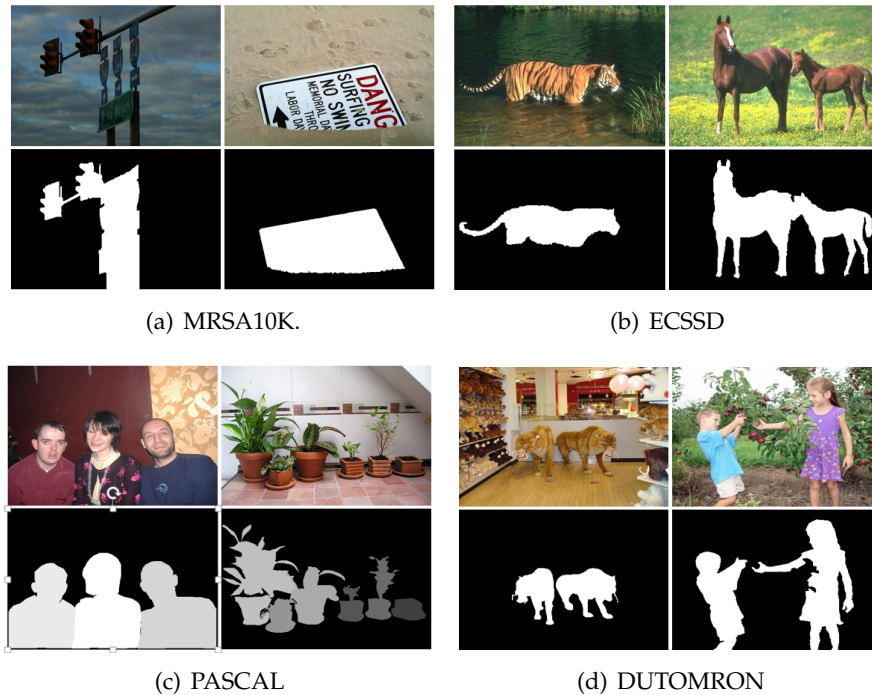 DANG
SURFING
NO SWIM
MEMORIAL DA
THRO
LABOR DA
(a) MRSA10K.
(b) ECSSD
(c) PASCAL
(d) DUTOMRON